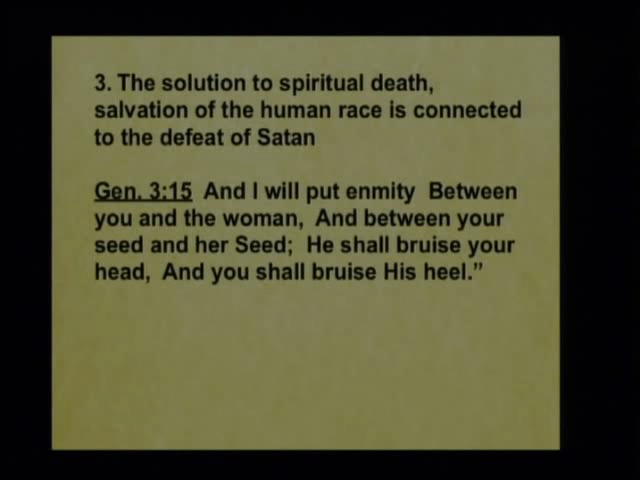 3. The solution to spiritual death,
salvation of the human race is connected
to the defeat of Satan
Gen. 3:15  And I will put enmity  Between
you and the woman,  And between your
seed and her Seed;  He shall bruise your
head,  And you shall bruise His heel.”